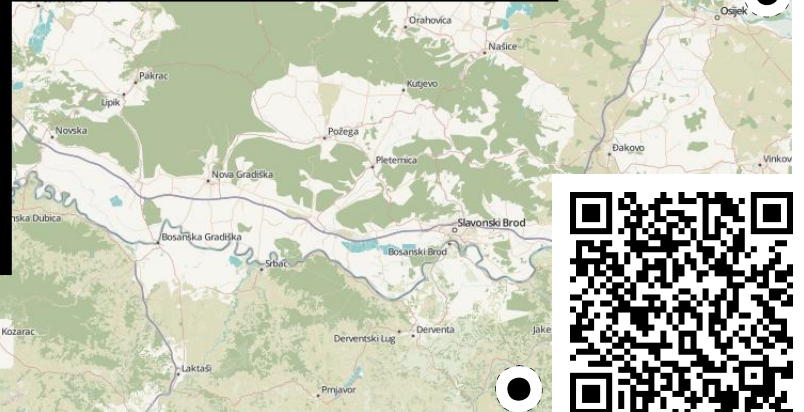 Orahovica
Osijek
Našice
Pakrac
Kutjevo
Lipik
Novska
Požega
Đakovo
Pleternica
Vinkov
Nova Gradiška
nska Dubica
Slavonski Brod
Bosanska Gradiška
Bosanski Brod
Srbac
Kozarac
Derventa
Jake
Derventski Lug
Laktaši
Prnjavor